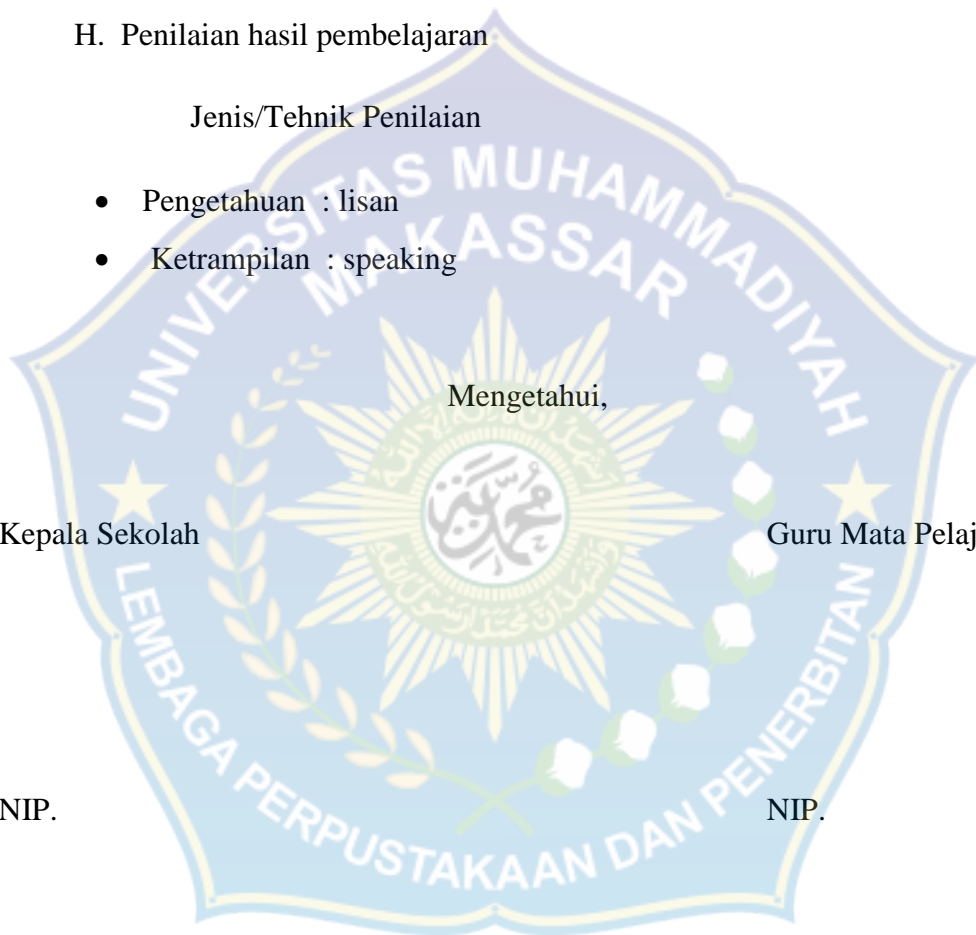 H. Penilaian hasil pembelajaran
Jenis/Tehnik Penilaian
• Pengetahuan : lisan
• Ketrampilan : speaking
Mengetahui,
Kepala Sekolah Guru Mata Pelaj
NIP. NIP.
UNIVERSITAS MUHAMMADIYAH
MAKASSAR
LEMBAGA PERPUSTAKAAN DAN PENERBITAN
محمدية